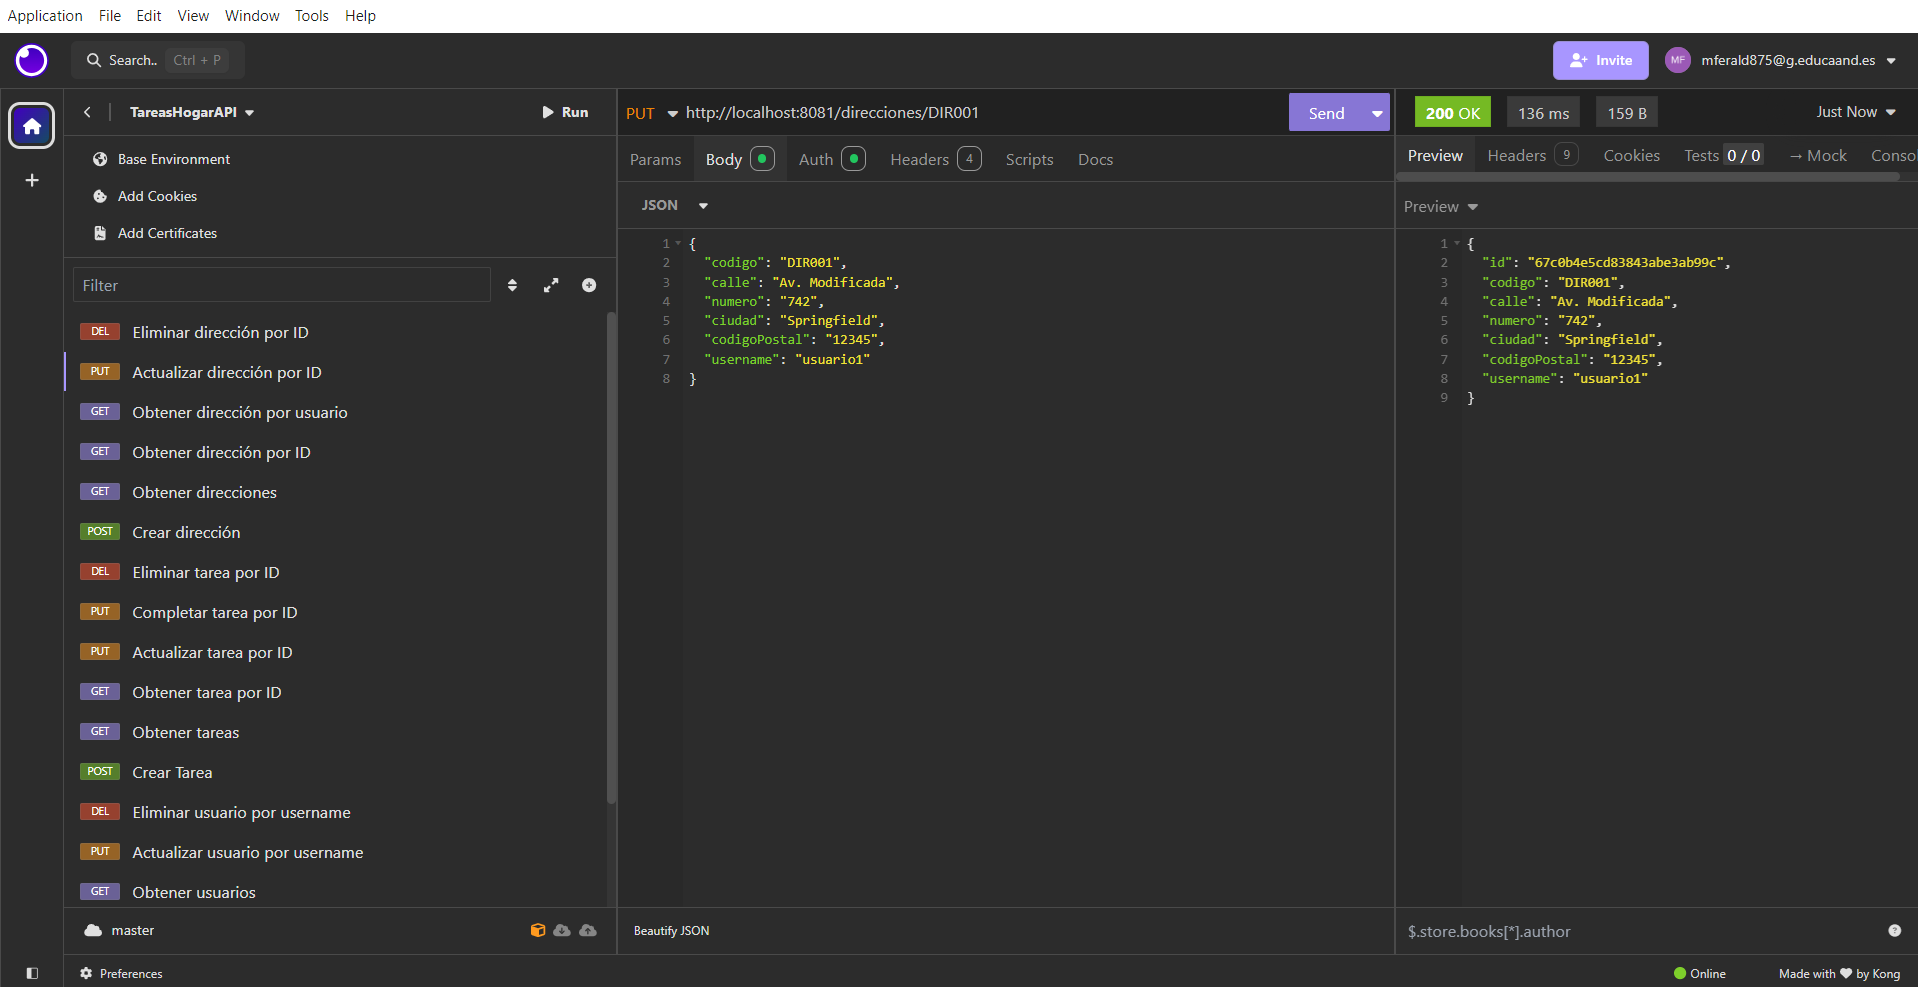 Application File Edit View Window Tools Help
Search.. Ctrl + P
Invite
MF mferald875@g.educaand.es
TareasHogarAPI
Run
Base Environment
Add Cookies
Add Certificates
Filter
DEL Eliminar dirección por ID
PUT Actualizar dirección por ID
GET Obtener dirección por usuario
GET Obtener dirección por ID
GET Obtener direcciones
POST Crear dirección
DEL Eliminar tarea por ID
PUT Completar tarea por ID
PUT Actualizar tarea por ID
GET Obtener tarea por ID
GET Obtener tareas
POST Crear Tarea
DEL Eliminar usuario por username
PUT Actualizar usuario por username
GET Obtener usuarios
master
Preferences
PUT http://localhost:8081/direcciones/DIR001 Send
Params Body Auth Headers 4 Scripts Docs
JSON
1 {
2 "codigo": "DIR001",
3 "calle": "Av. Modificada",
4 "numero": "742",
5 "ciudad": "Springfield",
6 "codigoPostal": "12345",
7 "username": "usuario1"
8 }
Beautify JSON
200 OK 136 ms 159 B Just Now
Preview Headers 9 Cookies Tests 0 / 0 → Mock Conso
Preview
1 {
2 "id": "67c0b4e5cd83843abe3ab99c",
3 "codigo": "DIR001",
4 "calle": "Av. Modificada",
5 "numero": "742",
6 "ciudad": "Springfield",
7 "codigoPostal": "12345",
8 "username": "usuario1"
9 }
$.store.books[*].author
Online
Made with ♥ by Kong